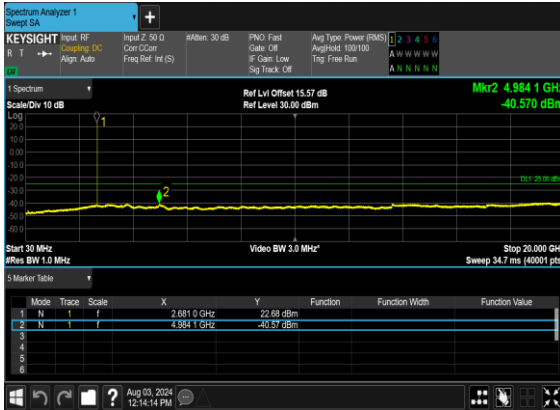 Spectrum Analyzer 1
Swept SA
+
KEYSIGHT Input: RF Input Z: 50 Ω #Atten: 30 dB PNO: Fast Avg Type: Power (RMS) 1 2 3 4 5 6
R T Coupling: DC Corr CCorr Gate: Off Avg|Hold: 100/100 A W W W W W
Align: Auto Freq Ref: Int (S) IF Gain: Low Trig: Free Run
Sig Track: Off A N N N N N
1 Spectrum Ref Lvl Offset 15.57 dB Mkr2 4.984 1 GHz
Scale/Div 10 dB Ref Level 30.00 dBm -40.570 dBm
Log
1
20.0
10.0
0.00
-10.0
-20.0
DL1 -25.00 dBm
-30.0
2
-40.0
-50.0
-60.0
Start 30 MHz Video BW 3.0 MHz* Stop 20.000 GHz
#Res BW 1.0 MHz Sweep 34.7 ms (40001 pts)
5 Marker Table
Mode Trace Scale X Y Function Function Width Function Value
1 N 1 f 2.681 0 GHz 22.68 dBm
2 N 1 f 4.984 1 GHz -40.57 dBm
3
4
5
6
? Aug 03, 2024
12:14:14 PM